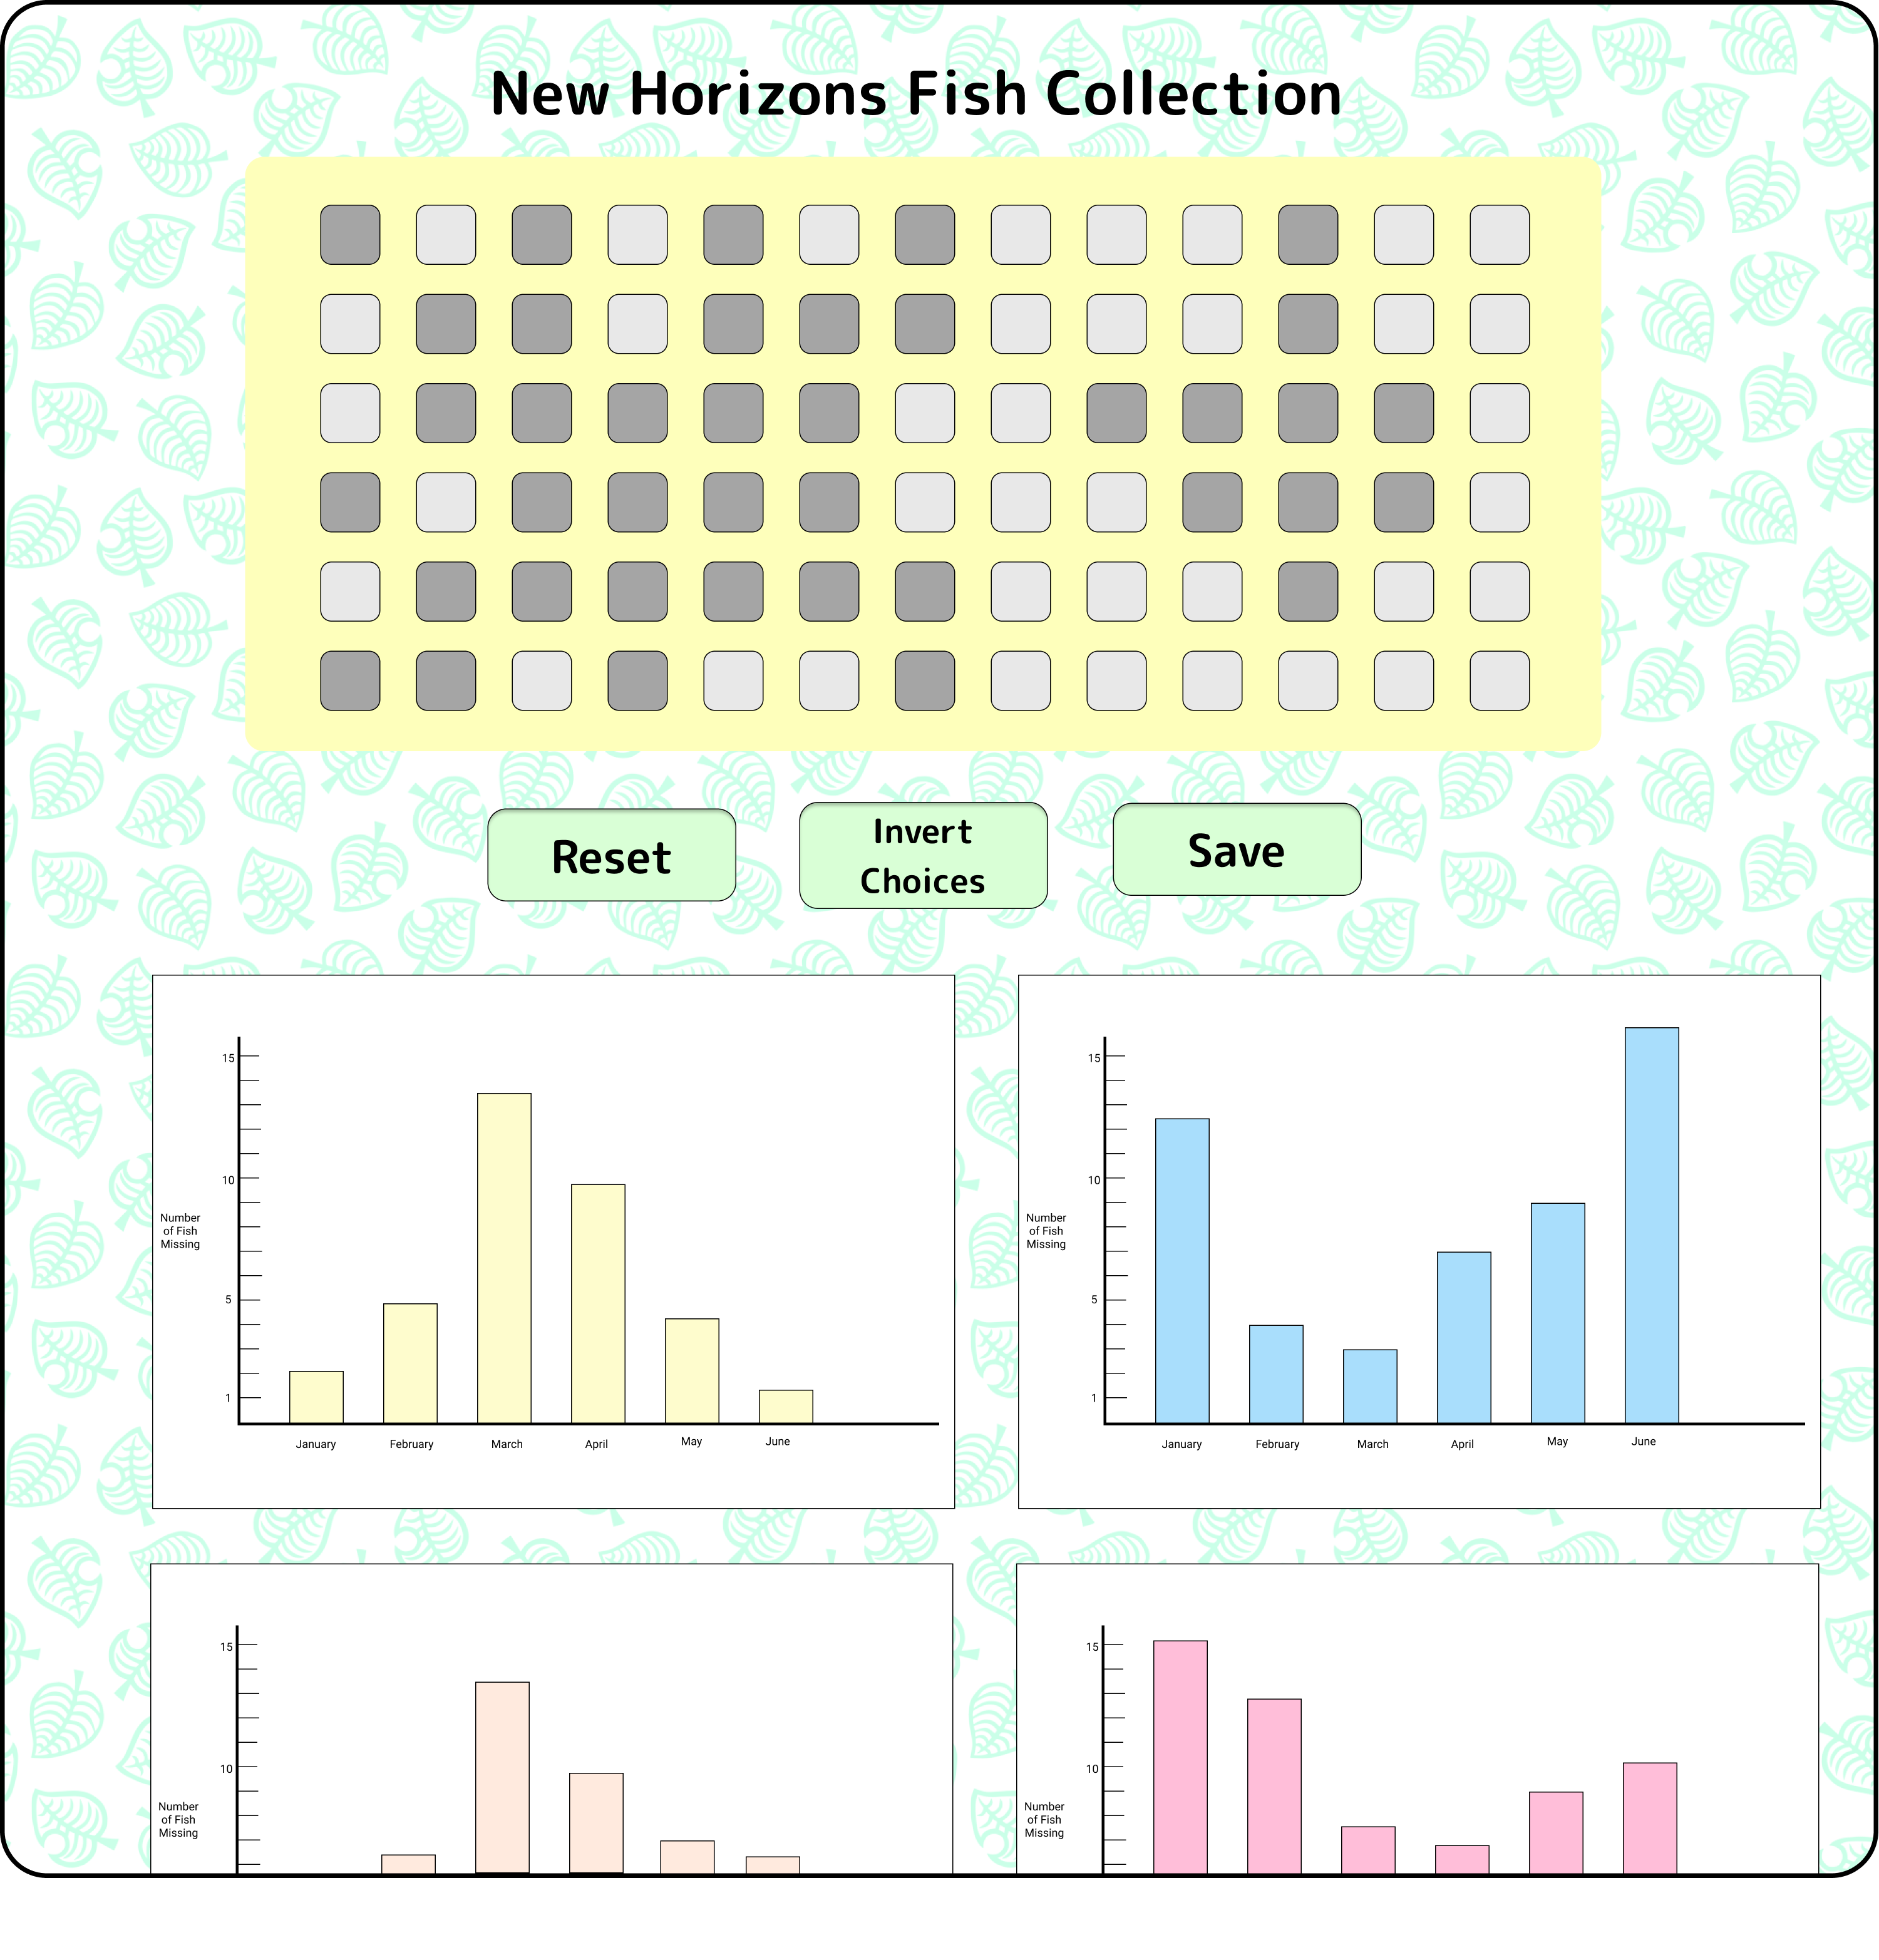 New Horizons Fish Collection
Reset
Invert
Choices
Save
15
10
Number
of Fish
Missing
5
1
January February March April May June
15
10
Number
of Fish
Missing
5
1
January February March April May June
15
10
Number
of Fish
Missing
15
10
Number
of Fish
Missing